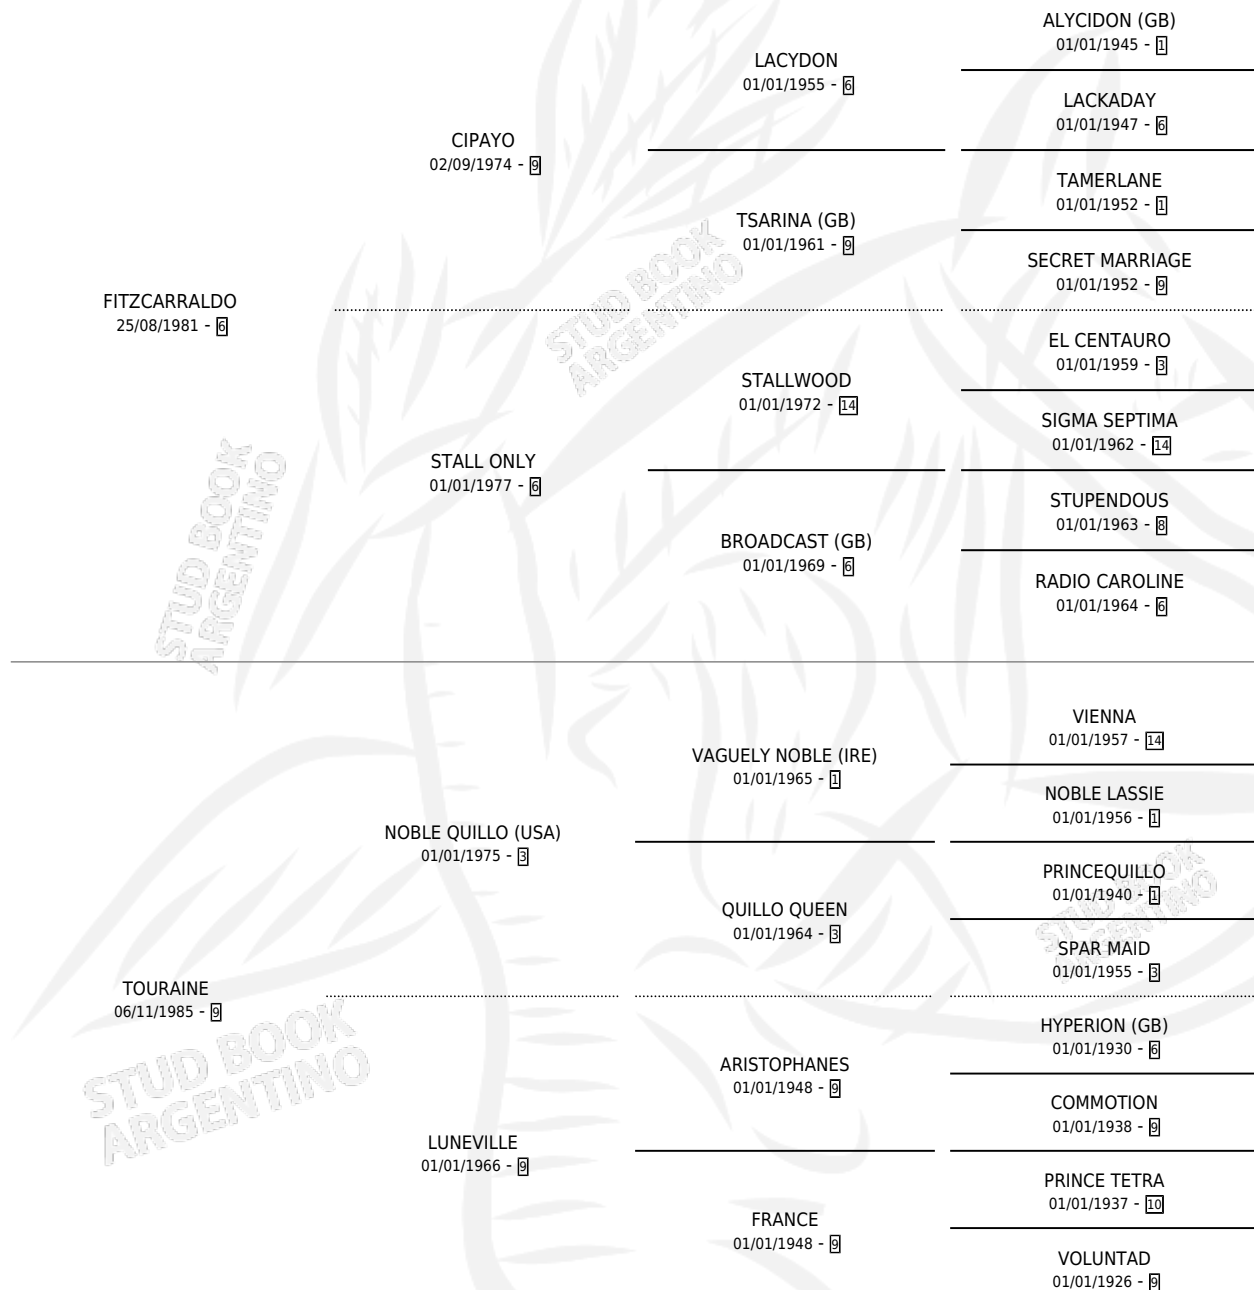 ALYCIDON (GB)
01/01/1945 - 1
LACYDON
01/01/1955 - 6
LACKADAY
01/01/1947 - 6
CIPAYO
02/09/1974 - 9
TAMERLANE
01/01/1952 - 1
TSARINA (GB)
01/01/1961 - 9
SECRET MARRIAGE
01/01/1952 - 9
FITZCARRALDO
25/08/1981 - 6
EL CENTAURO
01/01/1959 - 3
STALLWOOD
01/01/1972 - 14
SIGMA SEPTIMA
01/01/1962 - 14
STALL ONLY
01/01/1977 - 6
STUPENDOUS
01/01/1963 - 8
BROADCAST (GB)
01/01/1969 - 6
RADIO CAROLINE
01/01/1964 - 6
VIENNA
01/01/1957 - 14
VAGUELY NOBLE (IRE)
01/01/1965 - 1
NOBLE LASSIE
01/01/1956 - 1
NOBLE QUILLO (USA)
01/01/1975 - 3
PRINCEQUILLO
01/01/1940 - 1
QUILLO QUEEN
01/01/1964 - 3
SPAR MAID
01/01/1955 - 3
TOURAINE
06/11/1985 - 9
HYPERION (GB)
01/01/1930 - 6
ARISTOPHANES
01/01/1948 - 9
COMMOTION
01/01/1938 - 9
LUNEVILLE
01/01/1966 - 9
PRINCE TETRA
01/01/1937 - 10
FRANCE
01/01/1948 - 9
VOLUNTAD
01/01/1926 - 9
STUD BOOK
ARGENTINO
STUD BOOK
ARGENTINO
STUD BOOK
ARGENTINO
STUD BOOK
ARGENTINO